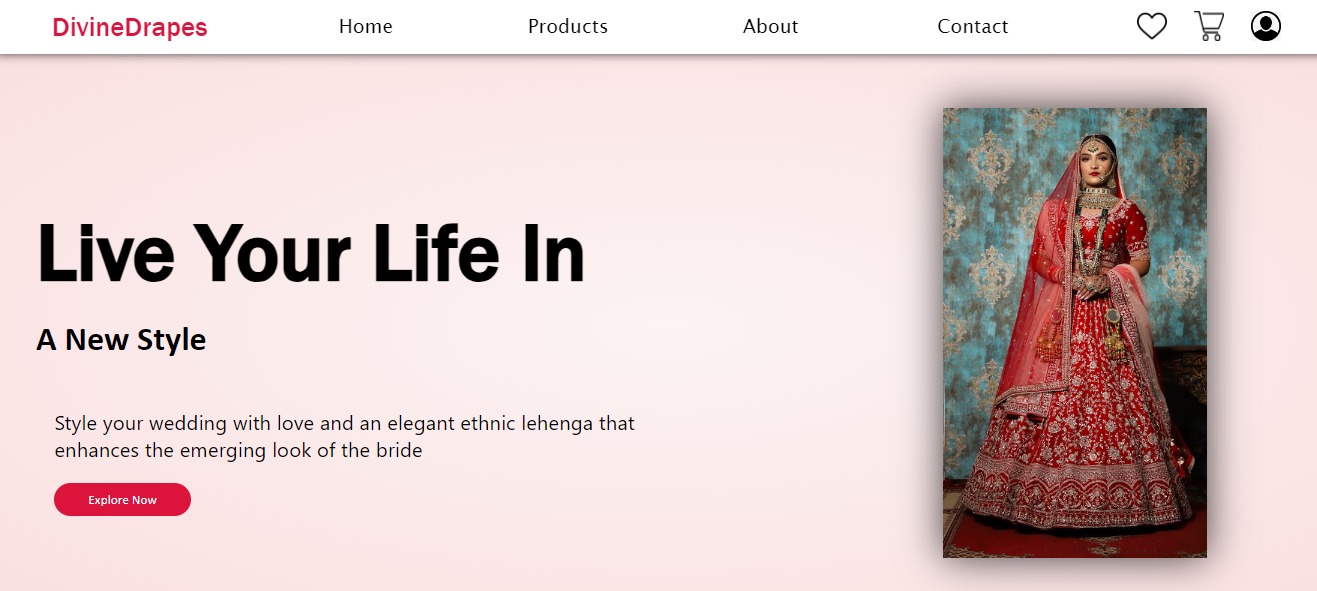 DivineDrapes Home Products About Contact
Live Your Life In
A New Style
Style your wedding with love and an elegant ethnic lehenga that
enhances the emerging look of the bride
Explore Now